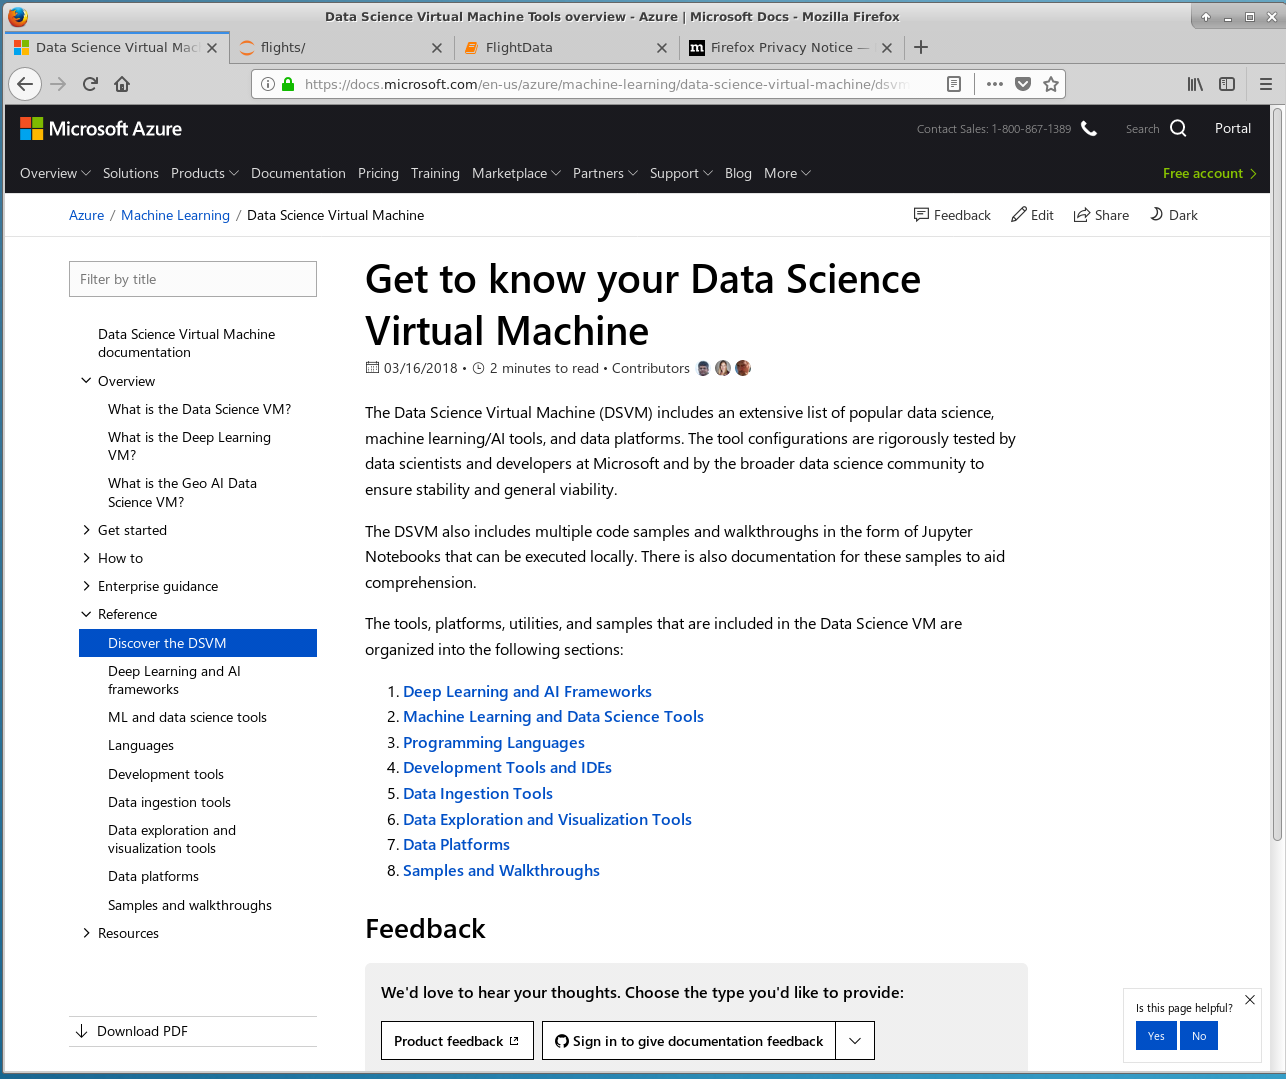 Data Science Virtual Machine Tools overview - Azure | Microsoft Docs - Mozilla Firefox
Data Science Virtual Mac
flights/
FlightData
Firefox Privacy Notice —
https://docs.microsoft.com/en-us/azure/machine-learning/data-science-virtual-machine/dsvm
Microsoft Azure
Contact Sales: 1-800-867-1389
Search
Portal
Overview
Solutions
Products
Documentation
Pricing
Training
Marketplace
Partners
Support
Blog
More
Free account
Azure / Machine Learning / Data Science Virtual Machine
Feedback
Edit
Share
Dark
Filter by title
Data Science Virtual Machine
documentation
Overview
What is the Data Science VM?
What is the Deep Learning
VM?
What is the Geo AI Data
Science VM?
Get started
How to
Enterprise guidance
Reference
Discover the DSVM
Deep Learning and AI
frameworks
ML and data science tools
Languages
Development tools
Data ingestion tools
Data exploration and
visualization tools
Data platforms
Samples and walkthroughs
Resources
Download PDF
Get to know your Data Science
Virtual Machine
03/16/2018 • 2 minutes to read • Contributors
The Data Science Virtual Machine (DSVM) includes an extensive list of popular data science,
machine learning/AI tools, and data platforms. The tool configurations are rigorously tested by
data scientists and developers at Microsoft and by the broader data science community to
ensure stability and general viability.
The DSVM also includes multiple code samples and walkthroughs in the form of Jupyter
Notebooks that can be executed locally. There is also documentation for these samples to aid
comprehension.
The tools, platforms, utilities, and samples that are included in the Data Science VM are
organized into the following sections:
1. Deep Learning and AI Frameworks
2. Machine Learning and Data Science Tools
3. Programming Languages
4. Development Tools and IDEs
5. Data Ingestion Tools
6. Data Exploration and Visualization Tools
7. Data Platforms
8. Samples and Walkthroughs
Feedback
We'd love to hear your thoughts. Choose the type you'd like to provide:
Product feedback
Sign in to give documentation feedback
Is this page helpful?
Yes
No